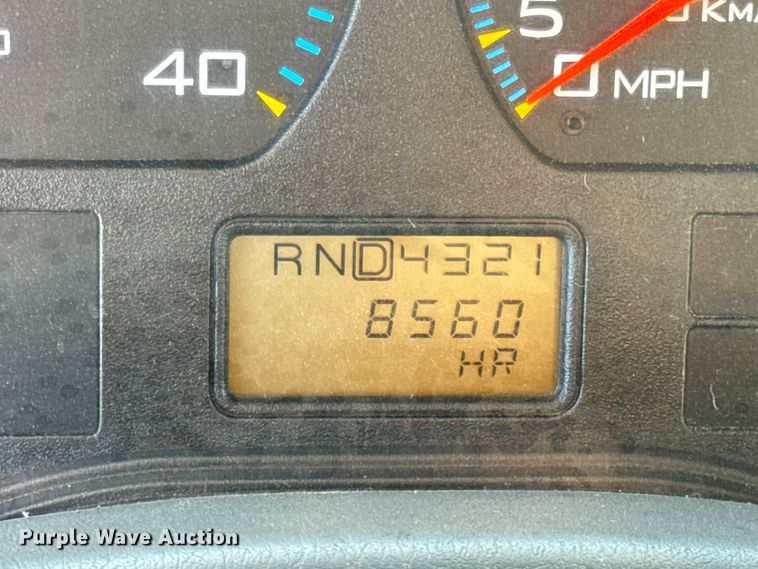 40
5
KM/
0 MPH
RND4321
8560
HR
Purple Wave Auction